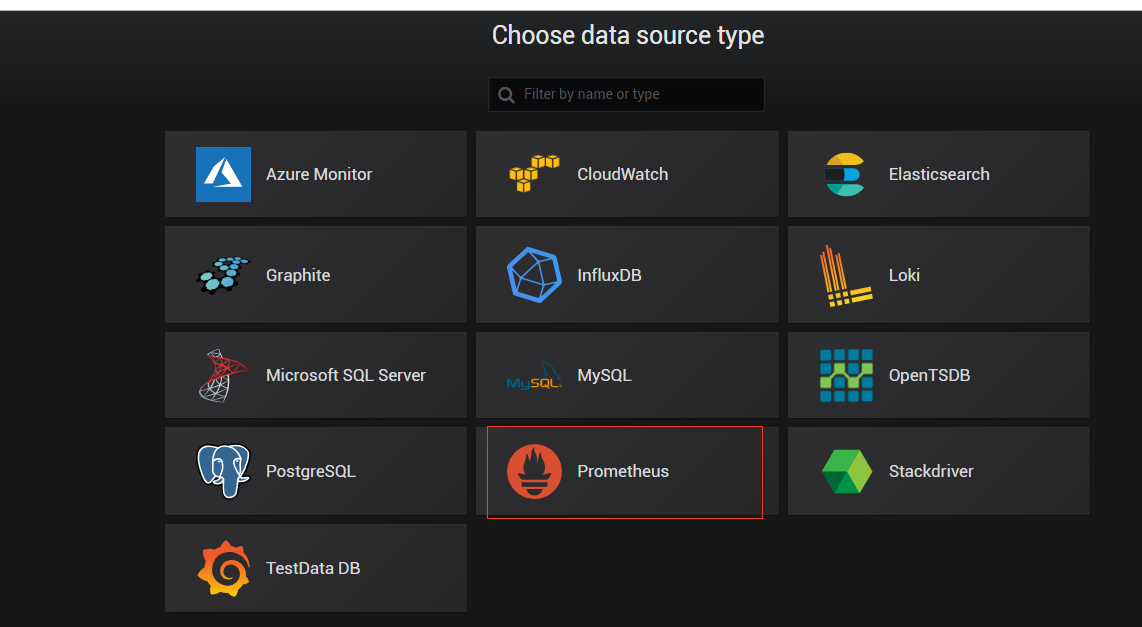 Choose data source type
Filter by name or type
Azure Monitor
CloudWatch
Elasticsearch
Graphite
InfluxDB
Loki
Microsoft SQL Server
MySQL
MySQL
OpenTSDB
PostgreSQL
Prometheus
Stackdriver
TestData DB